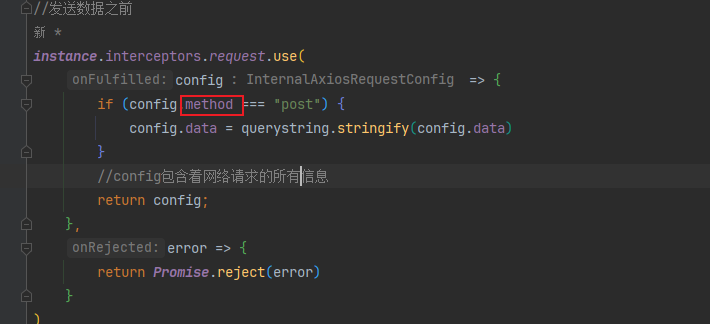 //发送数据之前
新 *
instance.interceptors.request.use(
onFulfilled: config : InternalAxiosRequestConfig => {
if (config method === "post") {
config.data = querystring.stringify(config.data)
}
//config包含着网络请求的所有信息
return config;
},
onRejected: error => {
return Promise.reject(error)
}
)